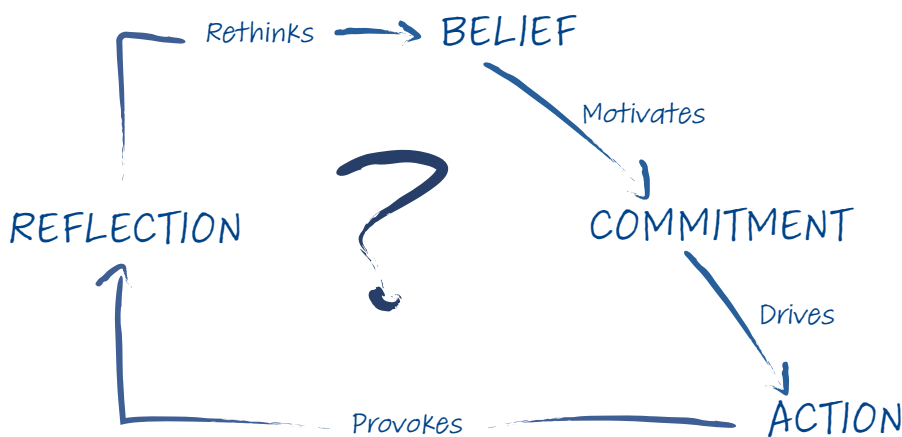 Rethinks
BELIEF
Motivates
?
REFLECTION
COMMITMENT
Drives
Provokes
ACTION